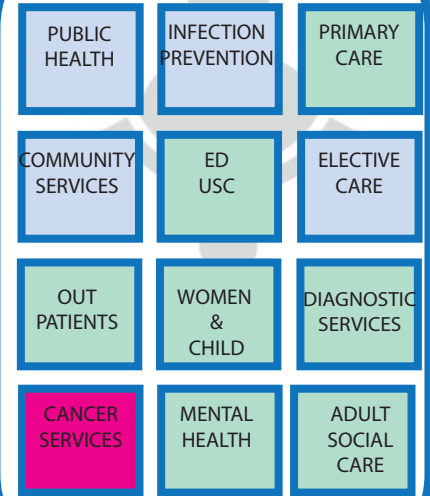 PUBLIC
HEALTH
INFECTION
PREVENTION
PRIMARY
CARE
COMMUNITY
SERVICES
ED
USC
ELECTIVE
CARE
OUT
PATIENTS
WOMEN
&
CHILD
DIAGNOSTIC
SERVICES
CANCER
SERVICES
MENTAL
HEALTH
ADULT
SOCIAL
CARE